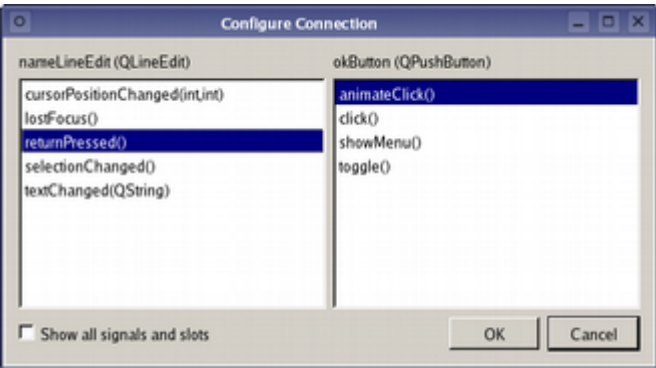 Configure Connection
nameLineEdit (QLineEdit)
okButton (QPushButton)
cursorPositionChanged(int,int)
lostFocus()
returnPressed()
selectionChanged()
textChanged(QString)
animateClick()
click()
showMenu()
toggle()
Show all signals and slots
OK
Cancel